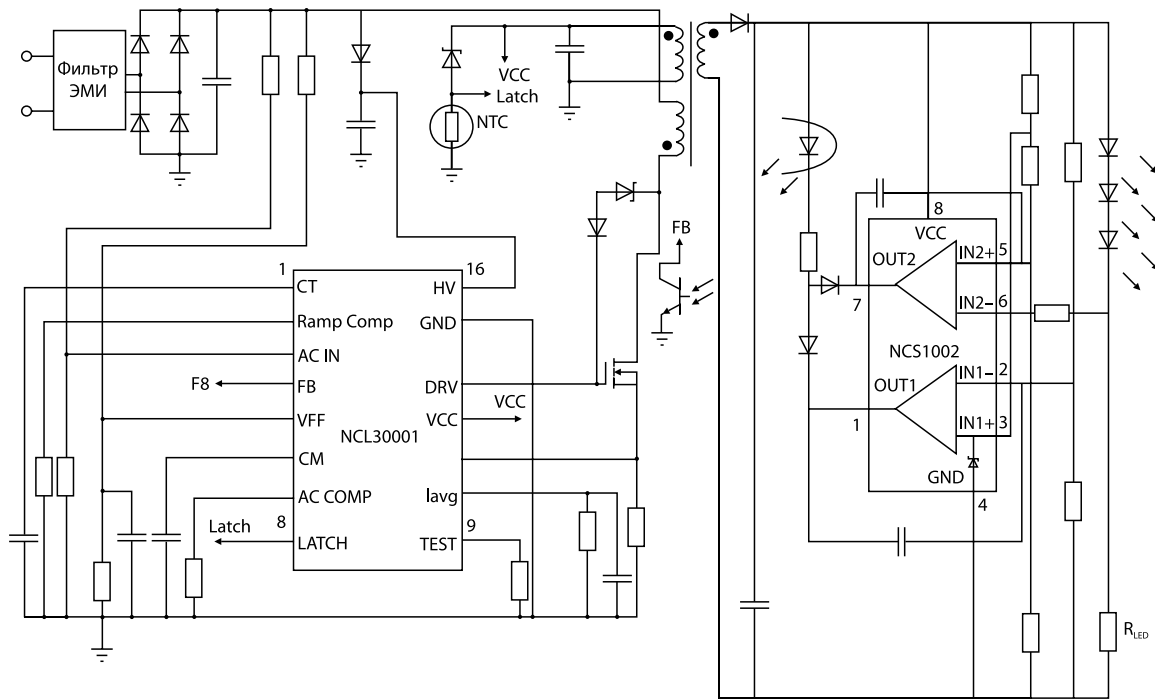 Фильтр
ЭМИ
VCC
Latch
NTC
FB
1
16
CT
HV
Ramp Comp
GND
AC IN
F8
FB
DRV
VFF
VCC
VCC
NCL30001
CM
AC COMP
Iavg
Latch
8
9
LATCH
TEST
8
VCC
OUT2
IN2+
5
7
IN2-
6
NCS1002
OUT1
IN1-
2
1
IN1+
3
GND
4
RLED